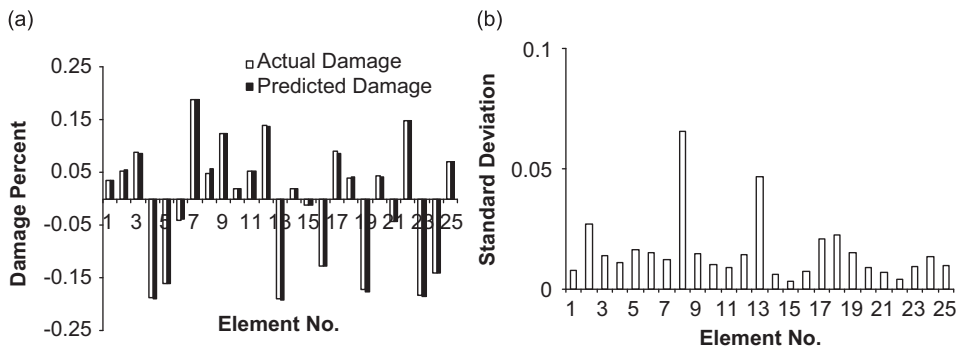 (a)
Damage Percent
0.25
0.15
0.05
-0.05
-0.15
-0.25
Actual Damage
Predicted Damage
1 3 5 7 9 11 13 15 17 19 21 23 25
Element No.
(b)
Standard Deviation
0.1
0.05
0
1 3 5 7 9 11 13 15 17 19 21 23 25
Element No.